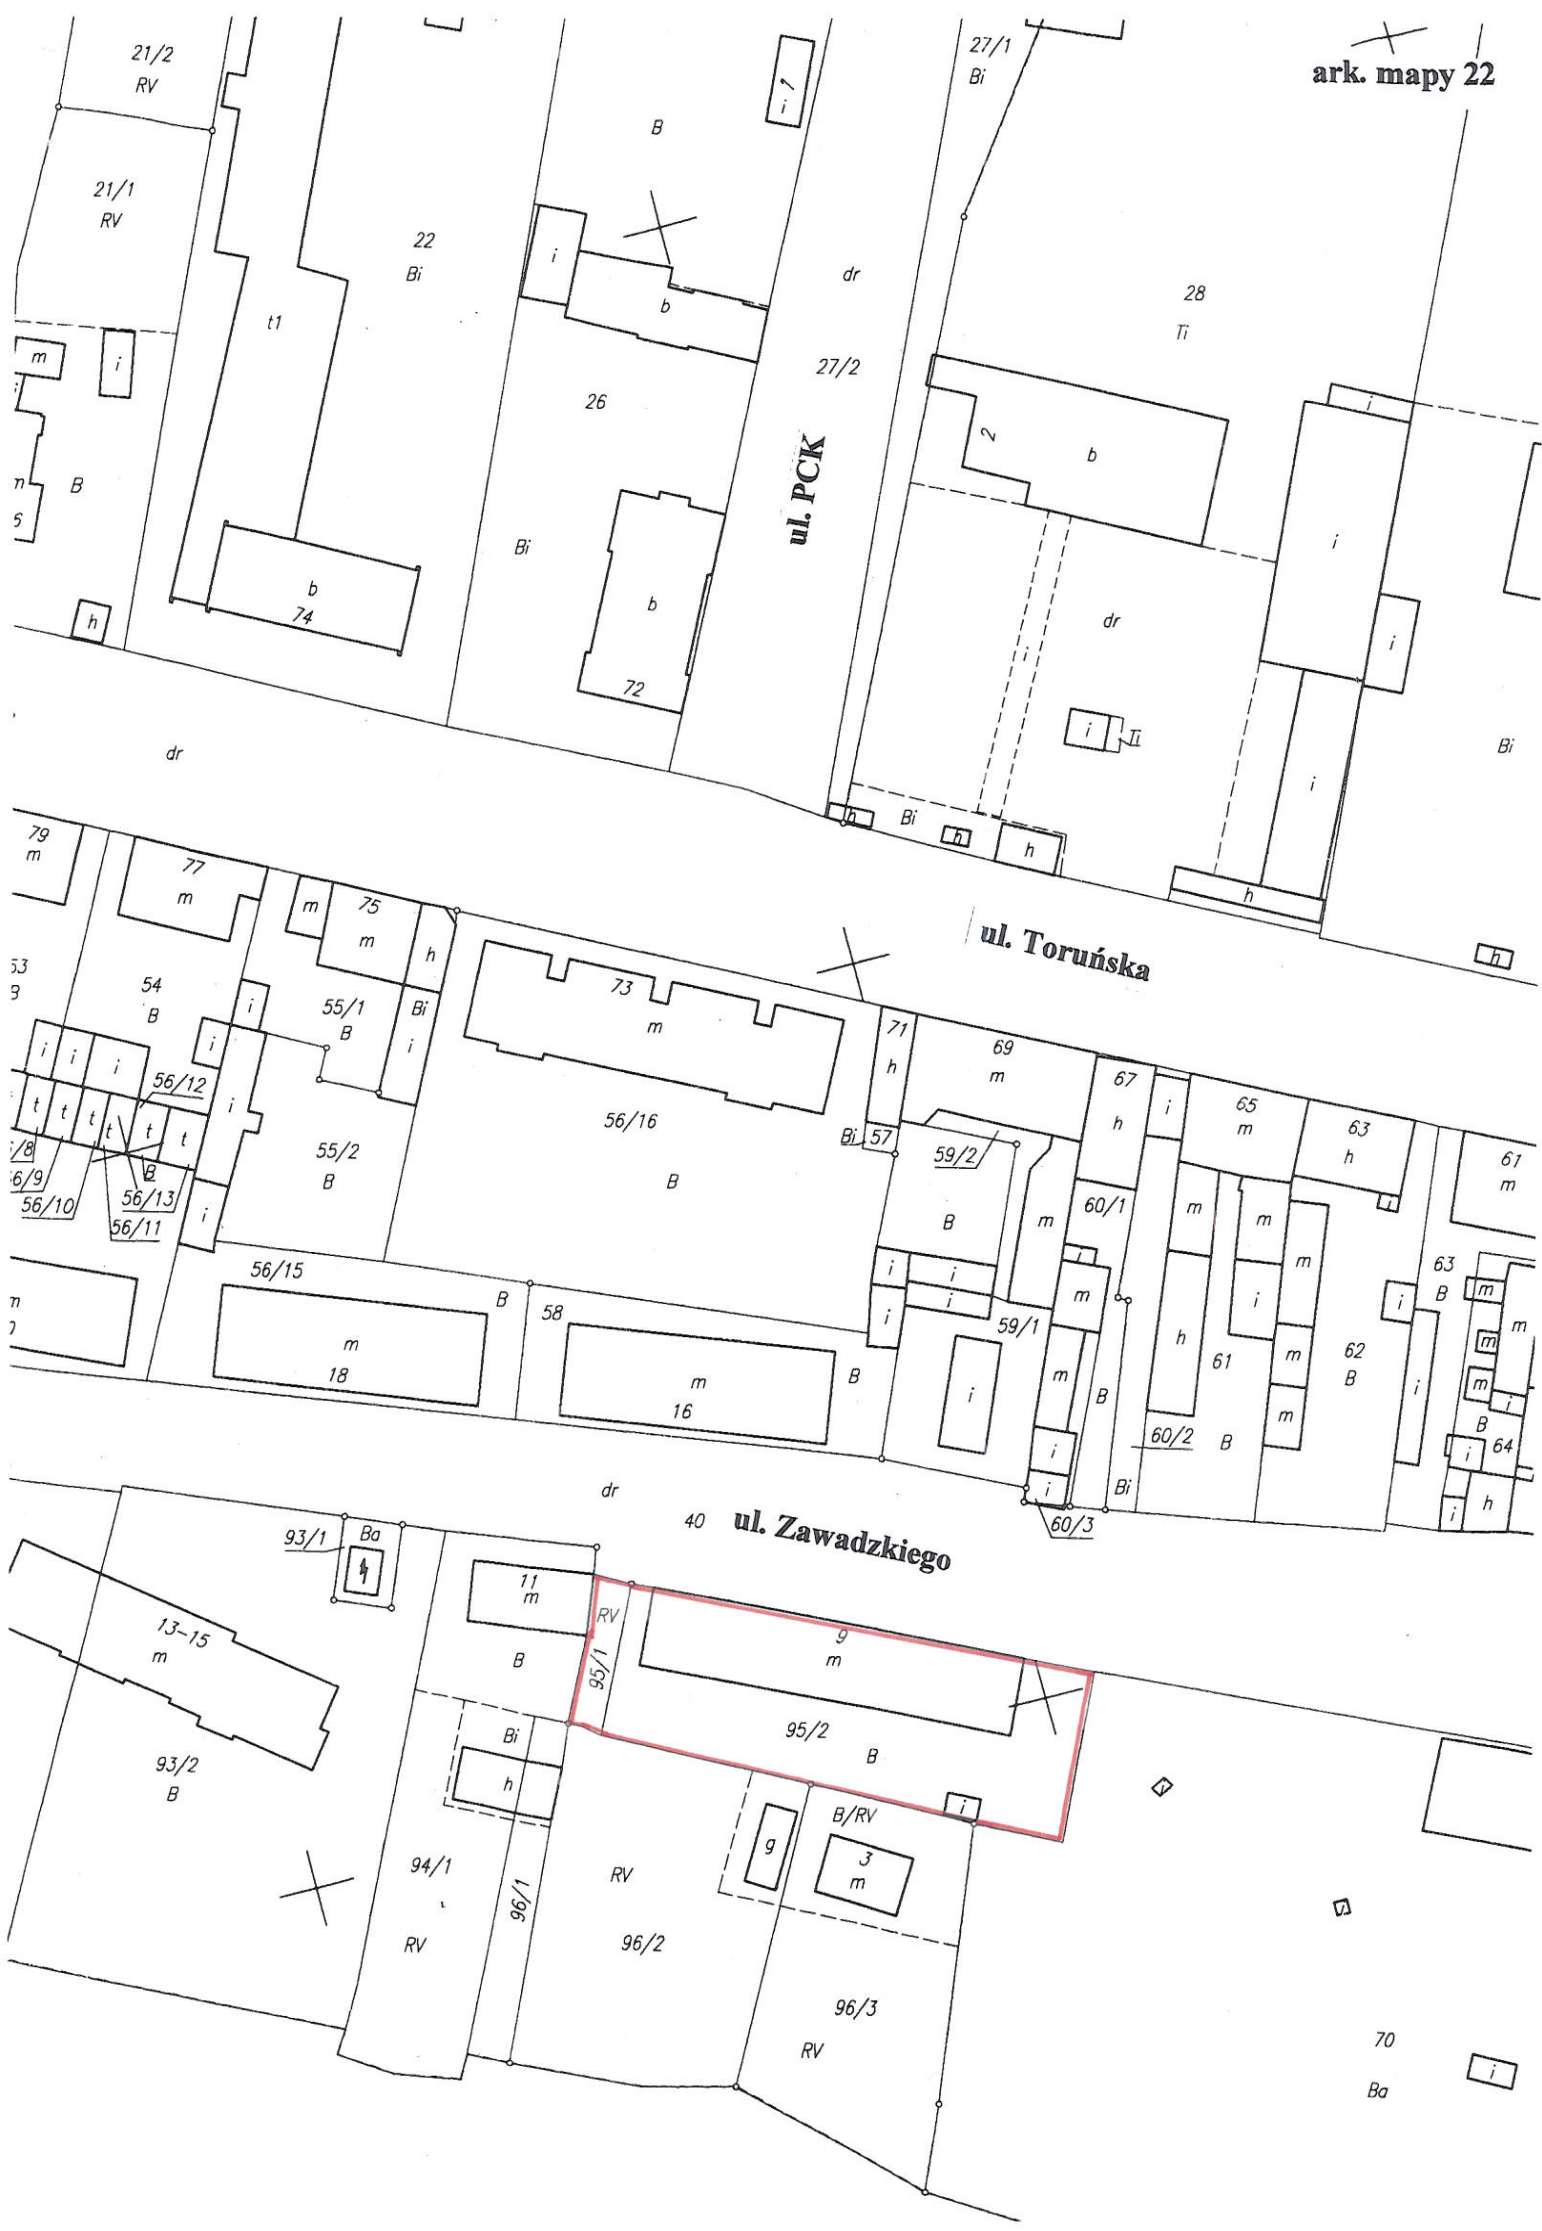 21/2
RV
27/1
Bi
ark. mapy 22
i
B
21/1
RV
22
Bi
i
b
dr
28
Ti
t1
m
i
27/2
26
i
2
b
ul. PCK
B
Bi
i
b
74
b
h
dr
i
i
72
i
Ti
Bi
dr
i
h
Bi
h
h
h
79
m
77
m
m
75
m
h
ul. Toruńska
h
54
B
i
55/1
B
Bi
i
73
m
71
h
69
m
67
h
i
65
m
63
h
61
m
i
i
i
i
56/12
i
t
t
t
t
t
t
56/16
Bi
57
59/2
56/10
56/11
B
56/13
i
55/2
B
B
B
m
60/1
m
m
m
i
56/15
B
58
i
i
i
i
i
m
i
63
B
i
m
m
m
18
m
16
B
59/1
i
m
B
h
61
m
62
B
i
m
m
i
m
i
i
60/2
B
Bi
B
64
i
i
h
dr
40
ul. Zawadzkiego
60/3
93/1
Ba
11
m
RV
95/1
9
m
13-15
m
B
95/2
B
93/2
B
Bi
h
i
B/RV
g
3
m
94/1
RV
96/1
RV
96/2
96/3
RV
70
Ba
i